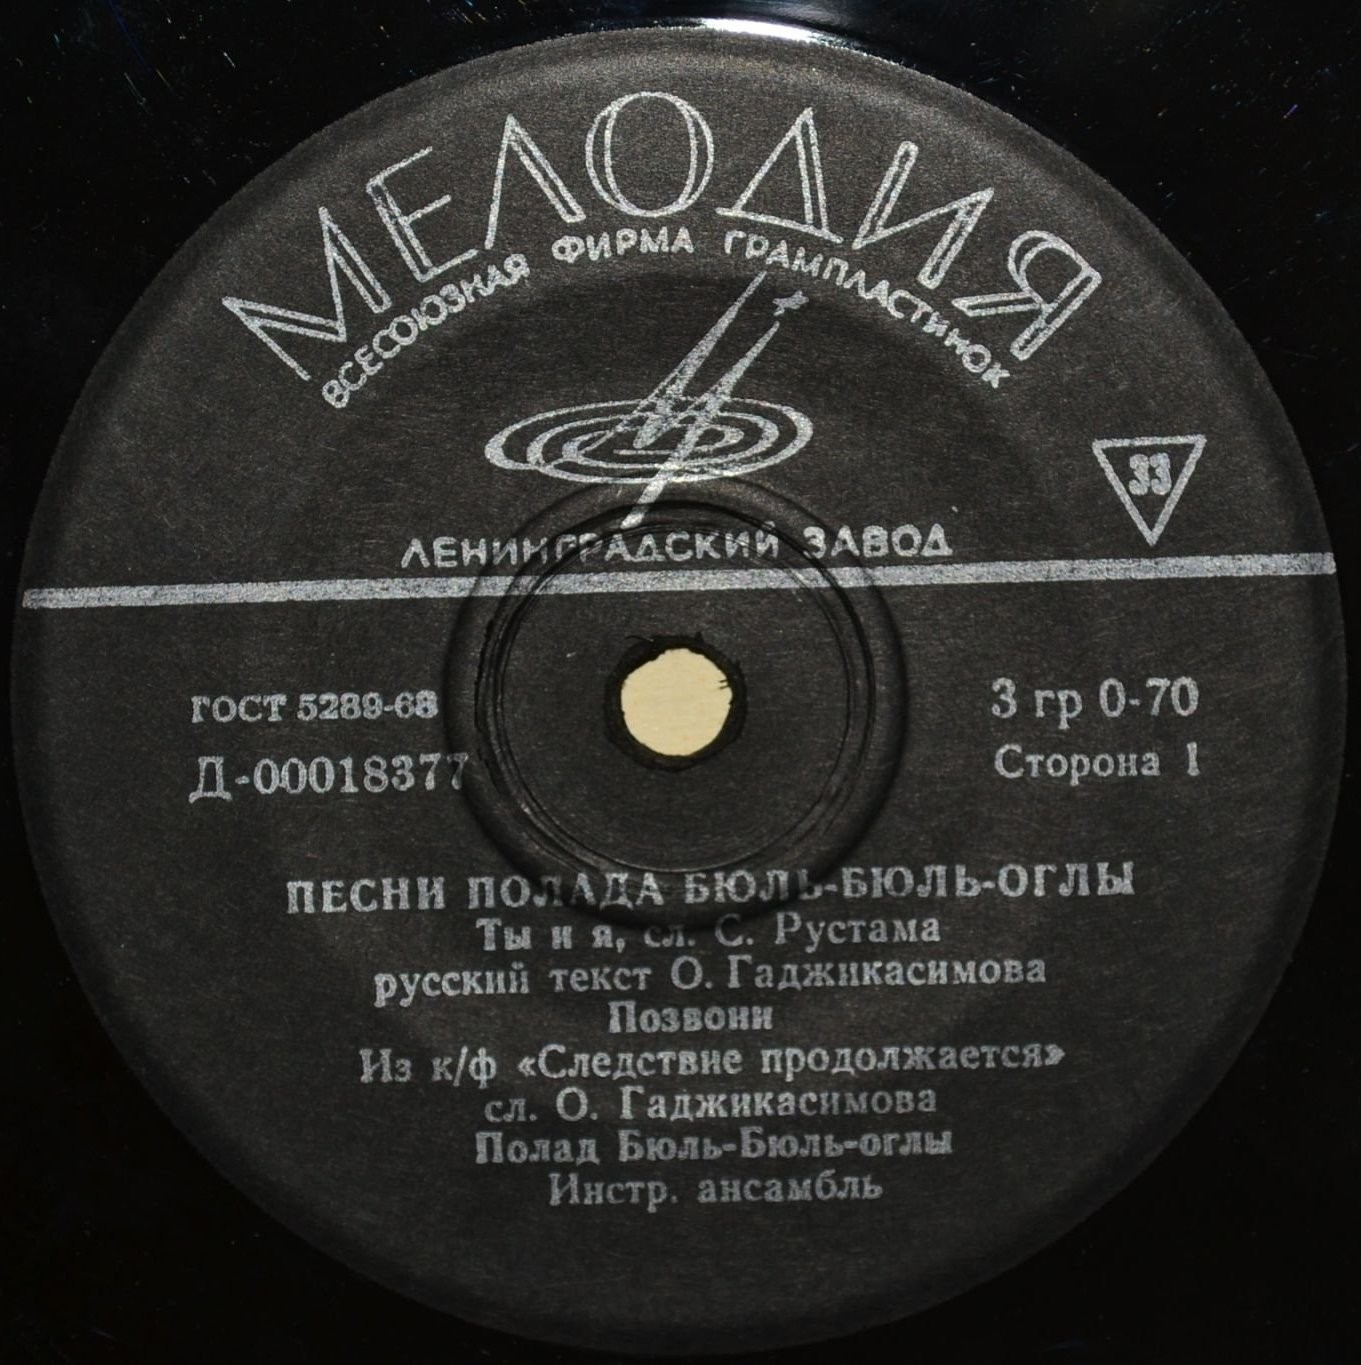 МЕЛОДИЯ
ВСЕСОЮЗНАЯ ФИРМА ГРАМПЛАСТИНОК
33
ЛЕНИНГРАДСКИЙ ЗАВОД
ГОСТ 5289-68
3 гр 0-70
Д-00018377
Сторона 1
ПЕСНИ ПОЛАДА БЮЛЬ-БЮЛЬ-ОГЛЫ
Ты и я, сл. С. Рустама
русский текст О. Гаджикасимова
Позвони
Из к/ф «Следствие продолжается»
сл. О. Гаджикасимова
Полад Бюль-Бюль-оглы
Инстр. ансамбль